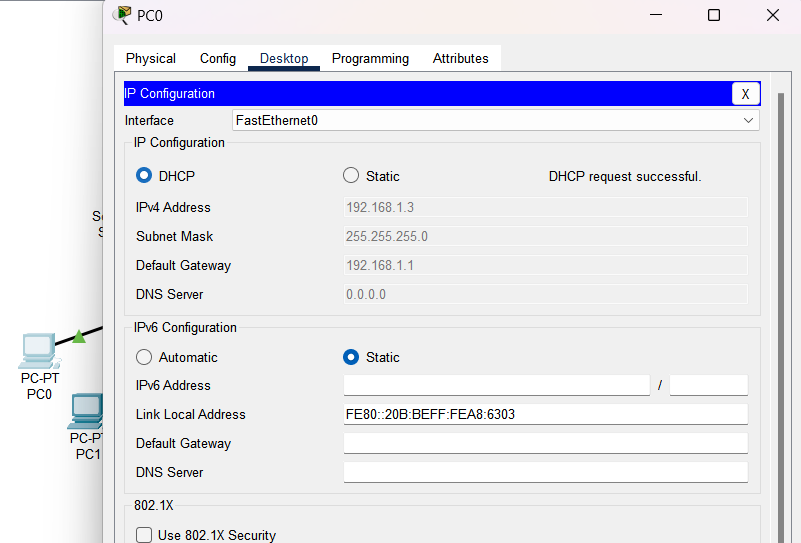 PC0
Physical Config Desktop Programming Attributes
IP Configuration X
Interface FastEthernet0
IP Configuration
DHCP Static DHCP request successful.
IPv4 Address 192.168.1.3
Subnet Mask 255.255.255.0
Default Gateway 192.168.1.1
DNS Server 0.0.0.0
IPv6 Configuration
Automatic Static
IPv6 Address /
Link Local Address FE80::20B:BEFF:FEA8:6303
Default Gateway
DNS Server
802.1X
Use 802.1X Security
PC-PT
PC0
PC-PT
PC1